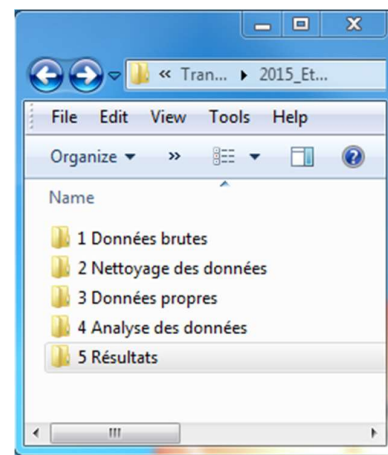 « Tran... ▸ 2015_Et...
File Edit View Tools Help
Organize ▾ »
Name
1 Données brutes
2 Nettoyage des données
3 Données propres
4 Analyse des données
5 Résultats